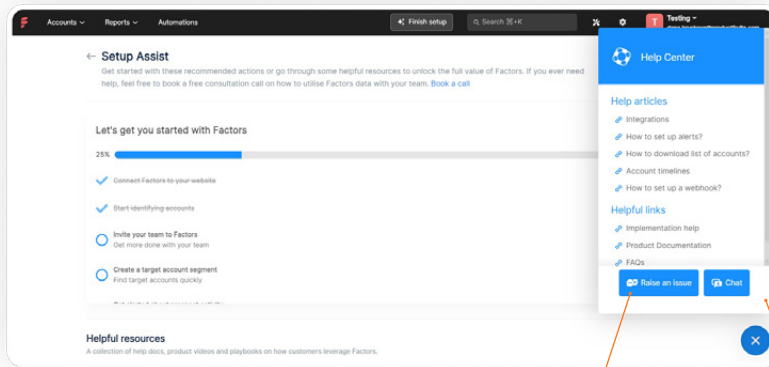 Accounts
Reports
Automations
Finish setup
Search ⌘+K
T
Testing
Setup Assist
Get started with these recommended actions or go through some helpful resources to unlock the full value of Factors. If you ever need
help, feel free to book a free consultation call on how to utilise Factors data with your team. Book a call
Let's get you started with Factors
25%
Connect Factors to your website
Start identifying accounts
Invite your team to Factors
Get more done with your team
Create a target account segment
Find target accounts quickly
Helpful resources
A collection of help docs, product videos and playbooks on how customers leverage Factors.
Help Center
Help articles
Integrations
How to set up alerts?
How to download list of accounts?
Account timelines
How to set up a webhook?
Helpful links
Implementation help
Product Documentation
FAQs
Raise an issue
Chat